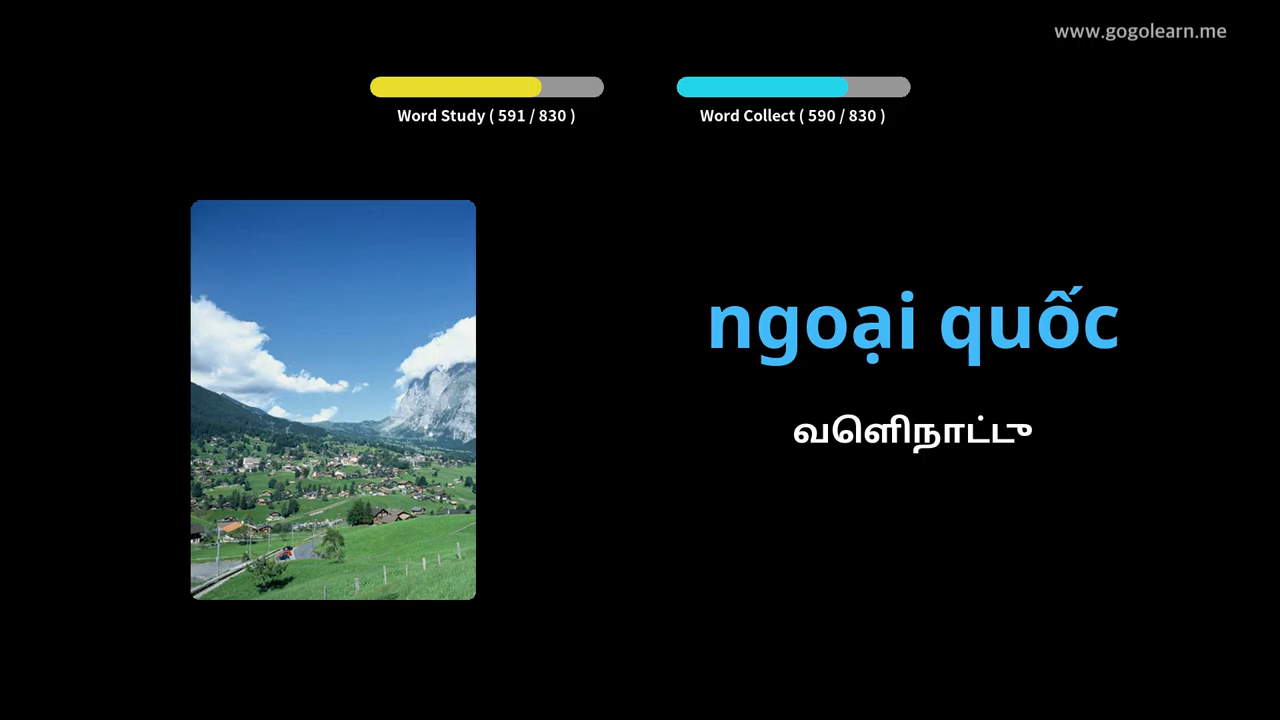 www.gogolearn.me
Word Study ( 591 / 830 )
Word Collect ( 590 / 830 )
ngoại quốc
வெளிநாட்டு